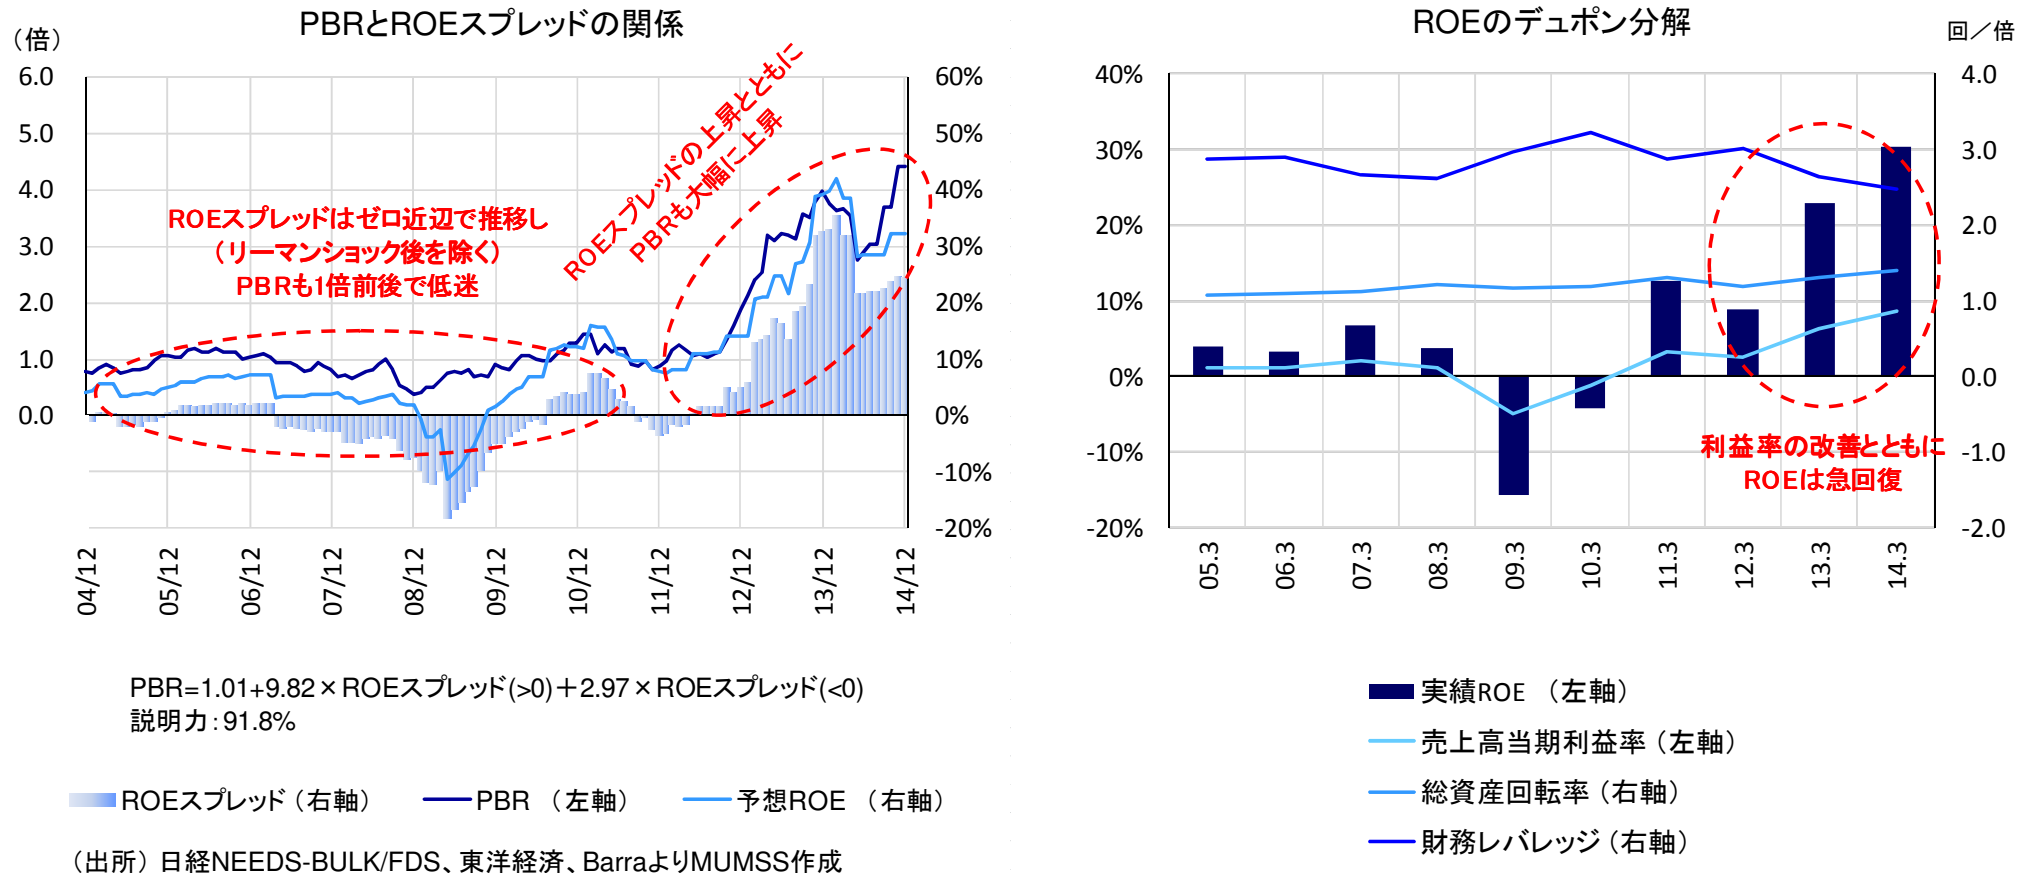 PBRとROEスプレッドの関係
（倍）
6.0
5.0
4.0
3.0
2.0
1.0
0.0
60%
50%
40%
30%
20%
10%
0%
-10%
-20%
ROEスプレッドはゼロ近辺で推移し
（リーマンショック後を除く）
PBRも1倍前後で低迷
ROEスプレッドの上昇とともに
PBRも大幅に上昇
04/12
05/12
06/12
07/12
08/12
09/12
10/12
11/12
12/12
13/12
14/12
PBR=1.01+9.82×ROEスプレッド(>0)＋2.97×ROEスプレッド(<0)
説明力：91.8%
ROEスプレッド（右軸）
PBR （左軸）
予想ROE （右軸）
（出所）日経NEEDS-BULK/FDS、東洋経済、BarraよりMUMSS作成
ROEのデュポン分解
回／倍
40%
30%
20%
10%
0%
-10%
-20%
4.0
3.0
2.0
1.0
0.0
-1.0
-2.0
利益率の改善とともに
ROEは急回復
05.3
06.3
07.3
08.3
09.3
10.3
11.3
12.3
13.3
14.3
実績ROE （左軸）
売上高当期利益率（左軸）
総資産回転率（右軸）
財務レバレッジ（右軸）